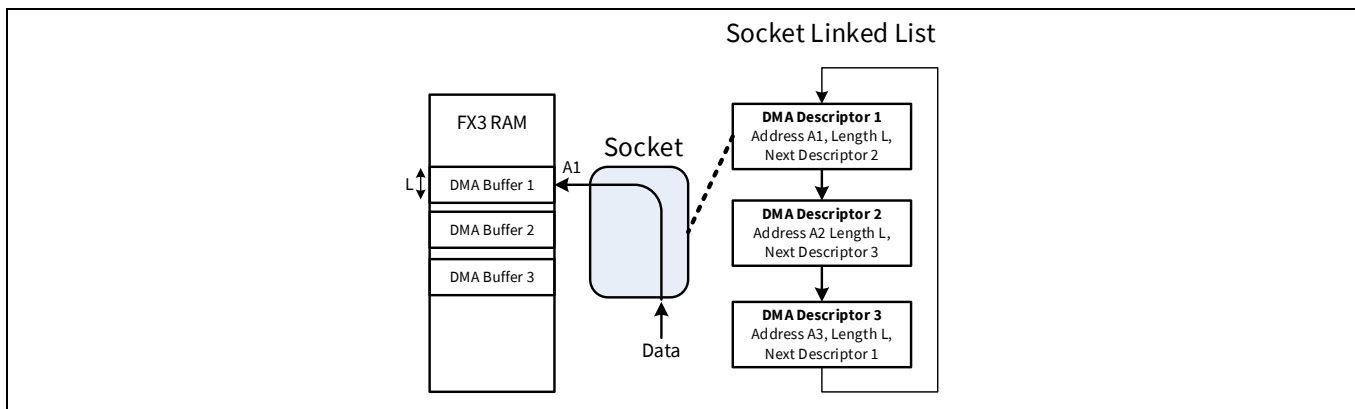 Socket Linked List
FX3 RAM
Socket
L
DMA Buffer 1
A1
DMA Buffer 2
DMA Buffer 3
Data
DMA Descriptor 1
Address A1, Length L,
Next Descriptor 2
DMA Descriptor 2
Address A2 Length L,
Next Descriptor 3
DMA Descriptor 3
Address A3, Length L,
Next Descriptor 1